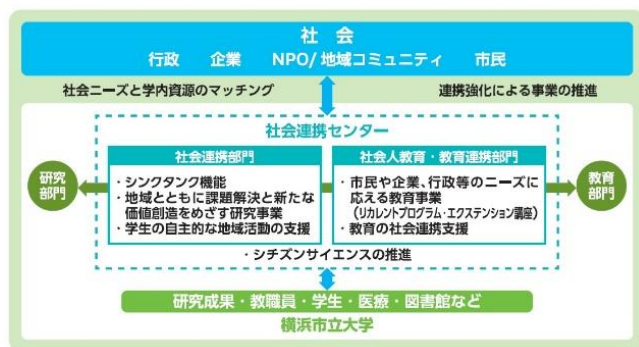 社 会
行政 企業 NPO/地域コミュニティ 市民
社会ニーズと学内資源のマッチング 連携強化による事業の推進
社会連携センター
研究
部門
社会連携部門
・シンクタンク機能
・地域とともに課題解決と新たな
価値創造をめざす研究事業
・学生の自主的な地域活動の支援
社会人教育・教育連携部門
・市民や企業、行政等のニーズに
応える教育事業
(リカレントプログラム・エクステンション講座)
・教育の社会連携支援
教育
部門
・シチズンサイエンスの推進
研究成果・教職員・学生・医療・図書館など
横浜市立大学